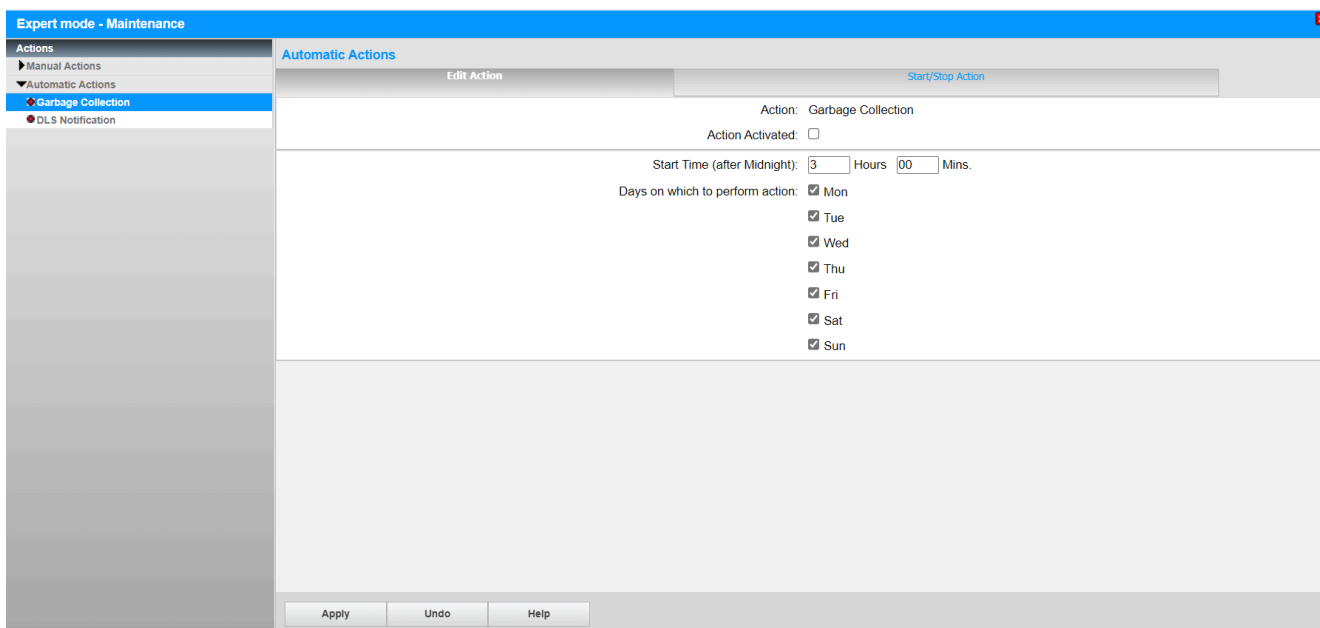 Expert mode - Maintenance
Actions
Manual Actions
Automatic Actions
Garbage Collection
DLS Notification
Automatic Actions
Edit Action
Start/Stop Action
Action: Garbage Collection
Action Activated:
Start Time (after Midnight): 3 Hours 00 Mins.
Days on which to perform action: Mon
Tue
Wed
Thu
Fri
Sat
Sun
Apply Undo Help